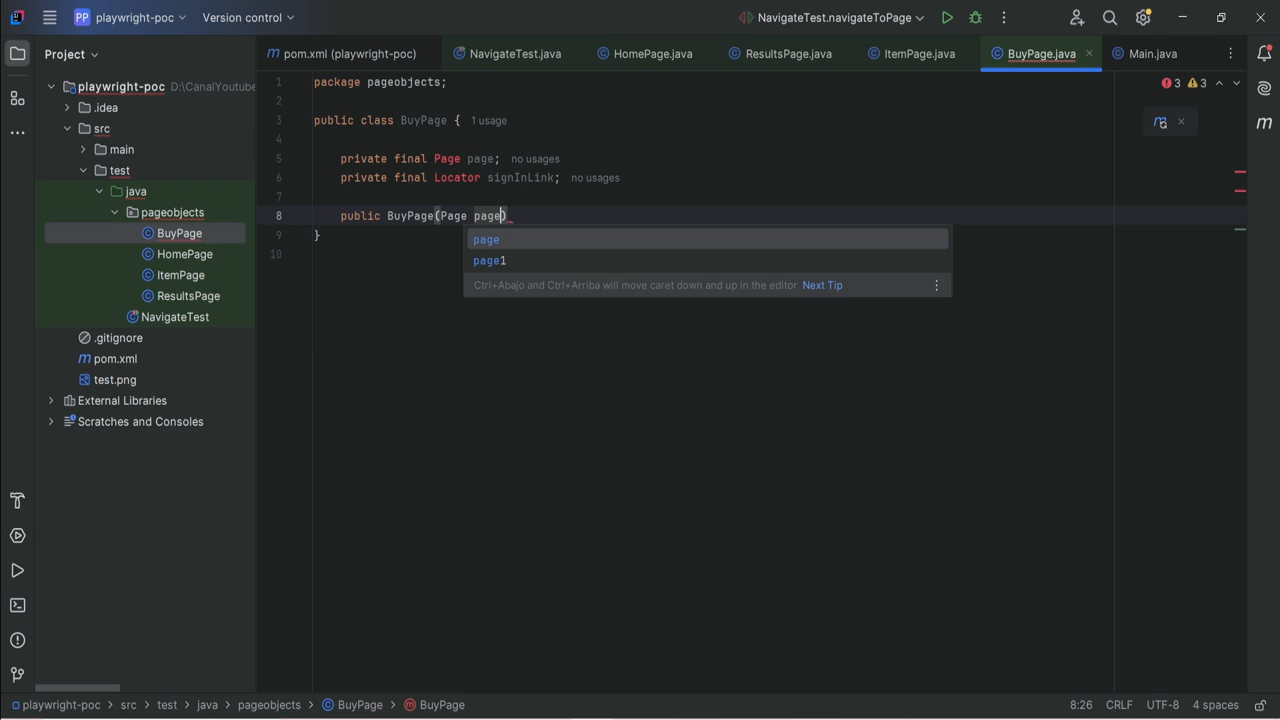 PP playwright-poc Version control NavigateTest.navigateToPage
Project pom.xml (playwright-poc) NavigateTest.java HomePage.java ResultsPage.java ItemPage.java BuyPage.java Main.java
playwright-poc D:\CanalYoutube
.idea
src
main
test
java
pageobjects
BuyPage
HomePage
ItemPage
ResultsPage
NavigateTest
.gitignore
pom.xml
test.png
External Libraries
Scratches and Consoles
1 package pageobjects;
2
3 public class BuyPage { 1 usage
4
5 private final Page page; no usages
6 private final Locator signInLink; no usages
7
8 public BuyPage(Page page)
9 }
10
page
page1
Ctrl+Abajo and Ctrl+Arriba will move caret down and up in the editor Next Tip
3 3
m
m
playwright-poc > src > test > java > pageobjects > BuyPage > BuyPage 8:26 CRLF UTF-8 4 spaces